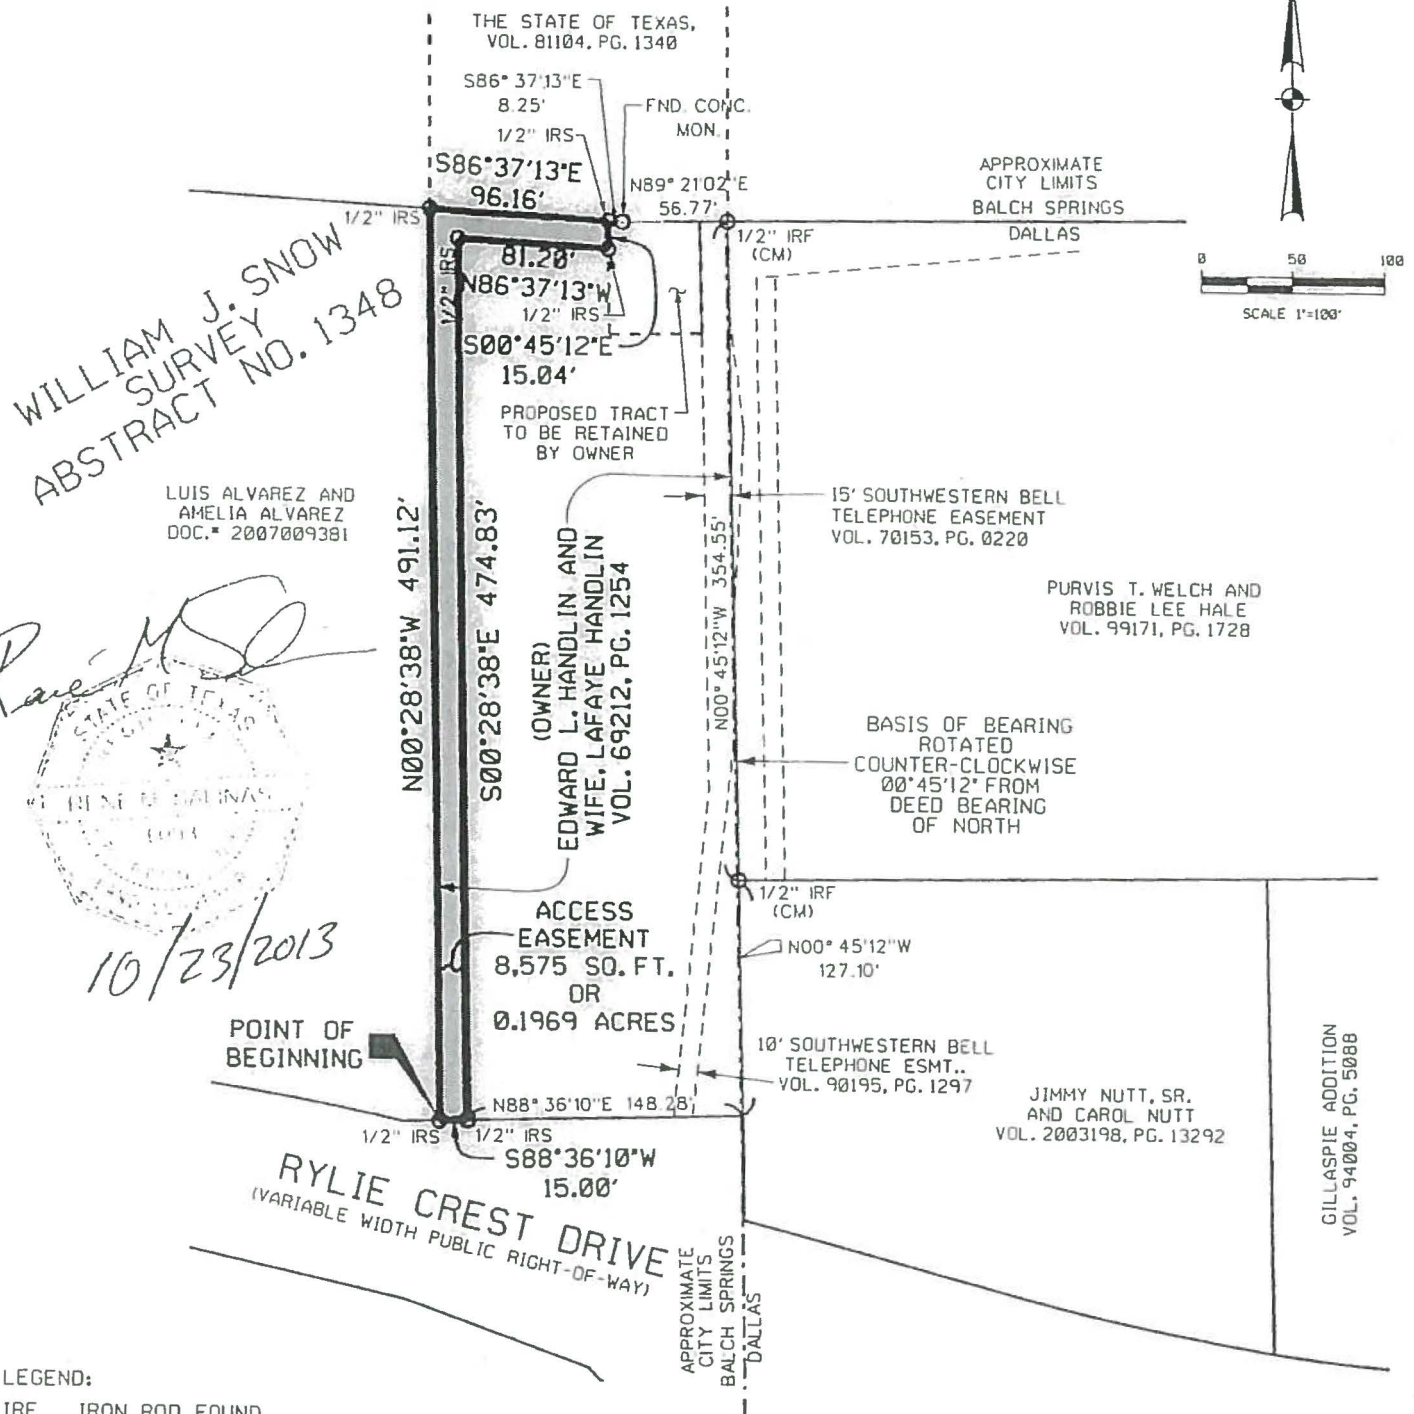 THE STATE OF TEXAS,
VOL. 81104, PG. 1340
S86° 37'13"E
8.25'
1/2" IRS
FND. CONC.
MON.
S86°37'13"E
96.16'
N89° 21'02"E
56.77'
1/2" IRS
APPROXIMATE
CITY LIMITS
BALCH SPRINGS
DALLAS
1/2" IRF
(CM)
0 50 100
SCALE 1"=100'
WILLIAM J. SNOW
SURVEY
ABSTRACT NO. 1348
1/2" IRS
81.20'
N86°37'13"W
1/2" IRS
S00°45'12"E
15.04'
PROPOSED TRACT
TO BE RETAINED
BY OWNER
LUIS ALVAREZ AND
AMELIA ALVAREZ
DOC.# 2007009381
N00°28'38"W 491.12'
S00°28'38"E 474.83'
(OWNER)
EDWARD L. HANDLIN AND
WIFE, LAFAYE HANDLIN
VOL. 69212, PG. 1254
N00° 45'12"W 354.55'
15' SOUTHWESTERN BELL
TELEPHONE EASEMENT
VOL. 70153, PG. 0220
PURVIS T. WELCH AND
ROBBIE LEE HALE
VOL. 99171, PG. 1728
STATE OF TEXAS
BASIS OF BEARING
ROTATED
COUNTER-CLOCKWISE
00°45'12" FROM
DEED BEARING
OF NORTH
10/23/2013
1/2" IRF
(CM)
ACCESS
EASEMENT
8,575 SQ. FT.
OR
0.1969 ACRES
N00° 45'12"W
127.10'
POINT OF
BEGINNING
10' SOUTHWESTERN BELL
TELEPHONE ESMT..
VOL. 90195, PG. 1297
JIMMY NUTT, SR.
AND CAROL NUTT
VOL. 2003198, PG. 13292
GILLASPIE ADDITION
VOL. 94004, PG. 5088
N88° 36'10"E 148.28'
1/2" IRS
1/2" IRS
S88°36'10"W
15.00'
RYLIE CREST DRIVE
(VARIABLE WIDTH PUBLIC RIGHT-OF-WAY)
APPROXIMATE
CITY LIMITS
BALCH SPRINGS
DALLAS
LEGEND:
IRF IRON ROD FOUND